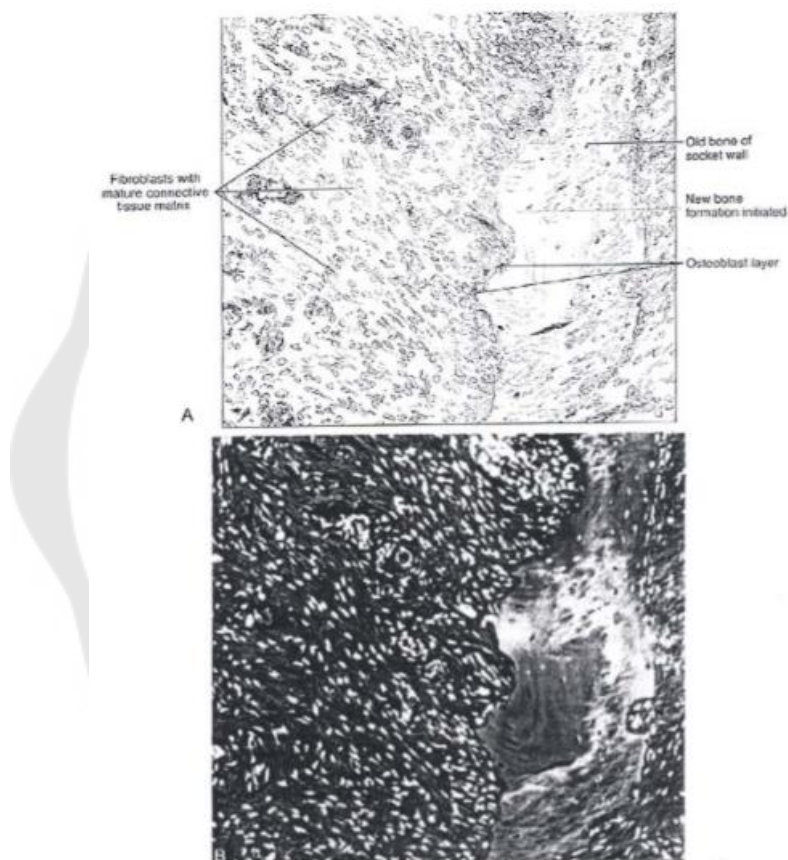 Fibroblasts with
mature connective
tissue matrix
Old bone of
socket wall
New bone
formation initiated
Osteoblast layer
A
B